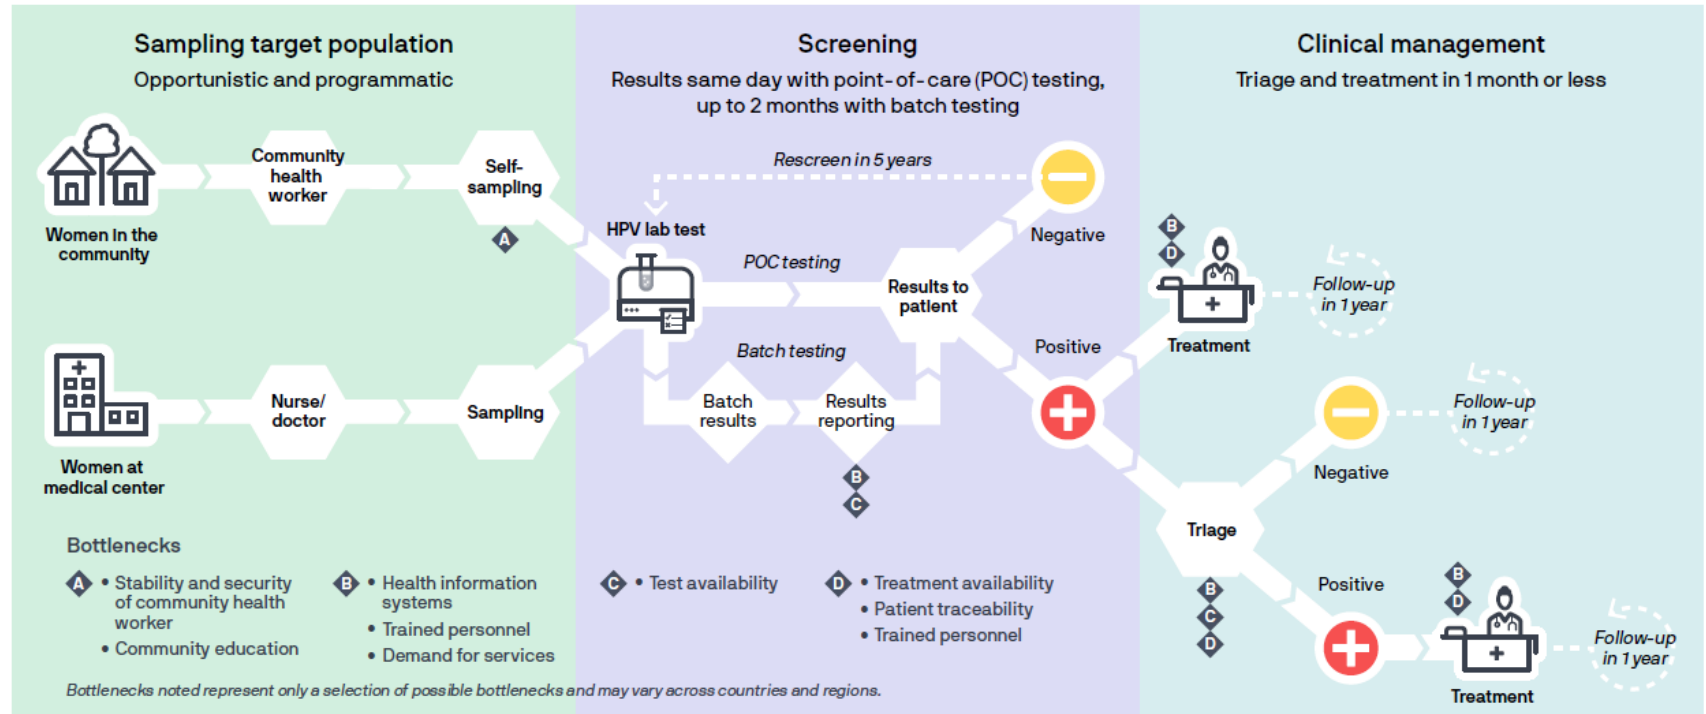 Sampling target population
Opportunistic and programmatic
Women in the
community
Community
health
worker
Self-
sampling
A
Women at
medical center
Nurse/
doctor
Sampling
Bottlenecks
A
• Stability and security
of community health
worker
• Community education
B
• Health information
systems
• Trained personnel
• Demand for services
C
• Test availability
D
• Treatment availability
• Patient traceability
• Trained personnel
Bottlenecks noted represent only a selection of possible bottlenecks and may vary across countries and regions.
Screening
Results same day with point-of-care (POC) testing,
up to 2 months with batch testing
Rescreen in 5 years
HPV lab test
POC testing
Batch testing
Batch
results
Results
reporting
B
C
Results to
patient
Negative
Positive
Clinical management
Triage and treatment in 1 month or less
B
D
Treatment
Follow-up
in 1 year
Triage
B
C
D
Negative
Follow-up
in 1 year
Positive
B
D
Treatment
Follow-up
in 1 year